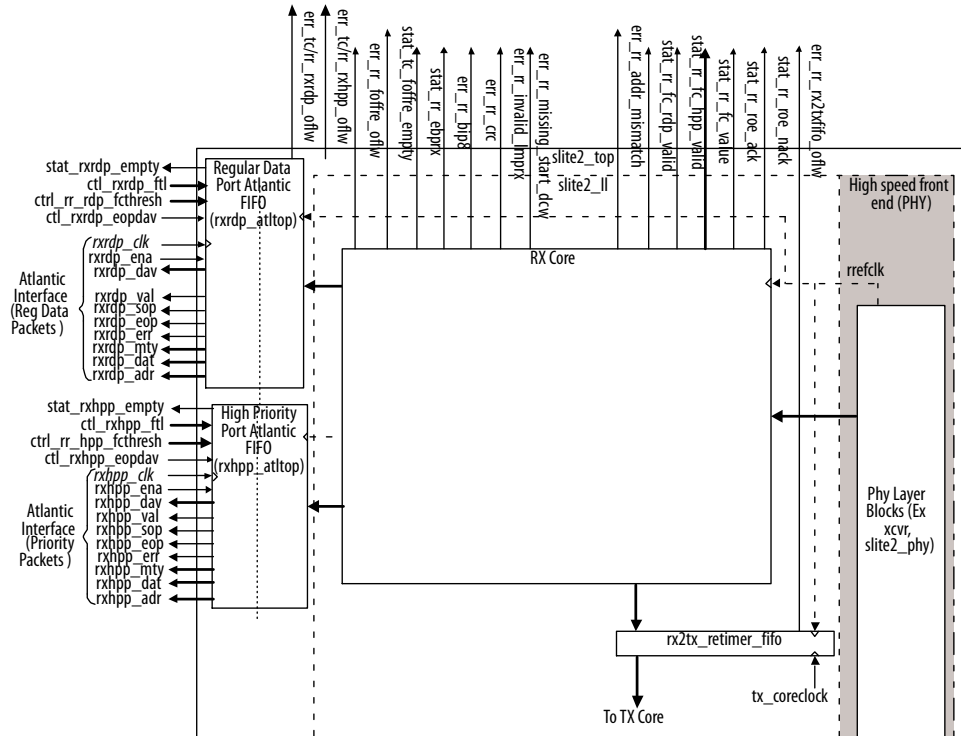 err_tc/rr_rxrdp_oflw
err_tc/rr_rxhpp_oflw
err_rr_foffre_oflw
stat_tc_foffre_empty
stat_rr_ebprx
err_rr_bip8
err_rr_crc
err_rr_invalid_lmprx
err_rr_missing_start_dcw
err_rr_addr_mismatch
stat_rr_fc_rdp_valid
stat_rr_fc_hpp_valid
stat_rr_fc_value
stat_rr_roe_ack
stat_rr_roe_nack
err_rr_rx2txfifo_oflw
slite2_top
slite2_ll
stat_rxrdp_empty
ctl_rxrdp_ftl
ctrl_rr_rdp_fcthresh
ctl_rxrdp_eopdav
Regular Data
Port Atlantic
FIFO
(rxrdp_atltop)
High speed front
end (PHY)
rxrdp_clk
rxrdp_ena
rxrdp_dav
rxrdp_val
rxrdp_sop
rxrdp_eop
rxrdp_err
rxrdp_mty
rxrdp_dat
rxrdp_adr
Atlantic
Interface
(Reg Data
Packets )
RX Core
rrefclk
stat_rxhpp_empty
ctl_rxhpp_ftl
ctrl_rr_hpp_fcthresh
ctl_rxhpp_eopdav
High Priority
Port Atlantic
FIFO
(rxhpp_atltop)
rxhpp_clk
rxhpp_ena
rxhpp_dav
rxhpp_val
rxhpp_sop
rxhpp_eop
rxhpp_err
rxhpp_mty
rxhpp_dat
rxhpp_adr
Atlantic
Interface
(Priority
Packets )
Phy Layer
Blocks (Ex
xcvr,
slite2_phy)
rx2tx_retimer_fifo
tx_coreclock
To TX Core